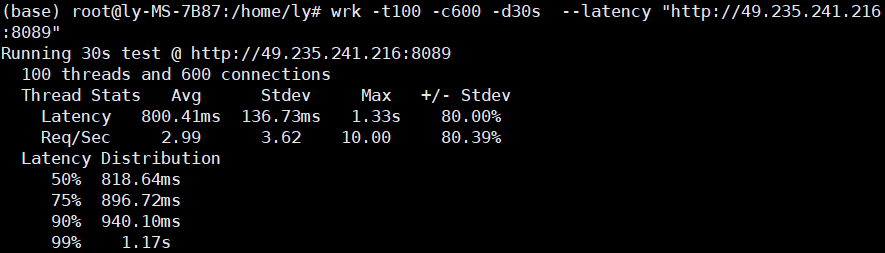 (base) root@ly-MS-7B87:/home/ly# wrk -t100 -c600 -d30s  --latency "http://49.235.241.216
:8089"
Running 30s test @ http://49.235.241.216:8089
  100 threads and 600 connections
  Thread Stats   Avg      Stdev     Max   +/- Stdev
    Latency   800.41ms  136.73ms   1.33s    80.00%
    Req/Sec     2.99      3.62    10.00     80.39%
  Latency Distribution
     50%  818.64ms
     75%  896.72ms
     90%  940.10ms
     99%    1.17s